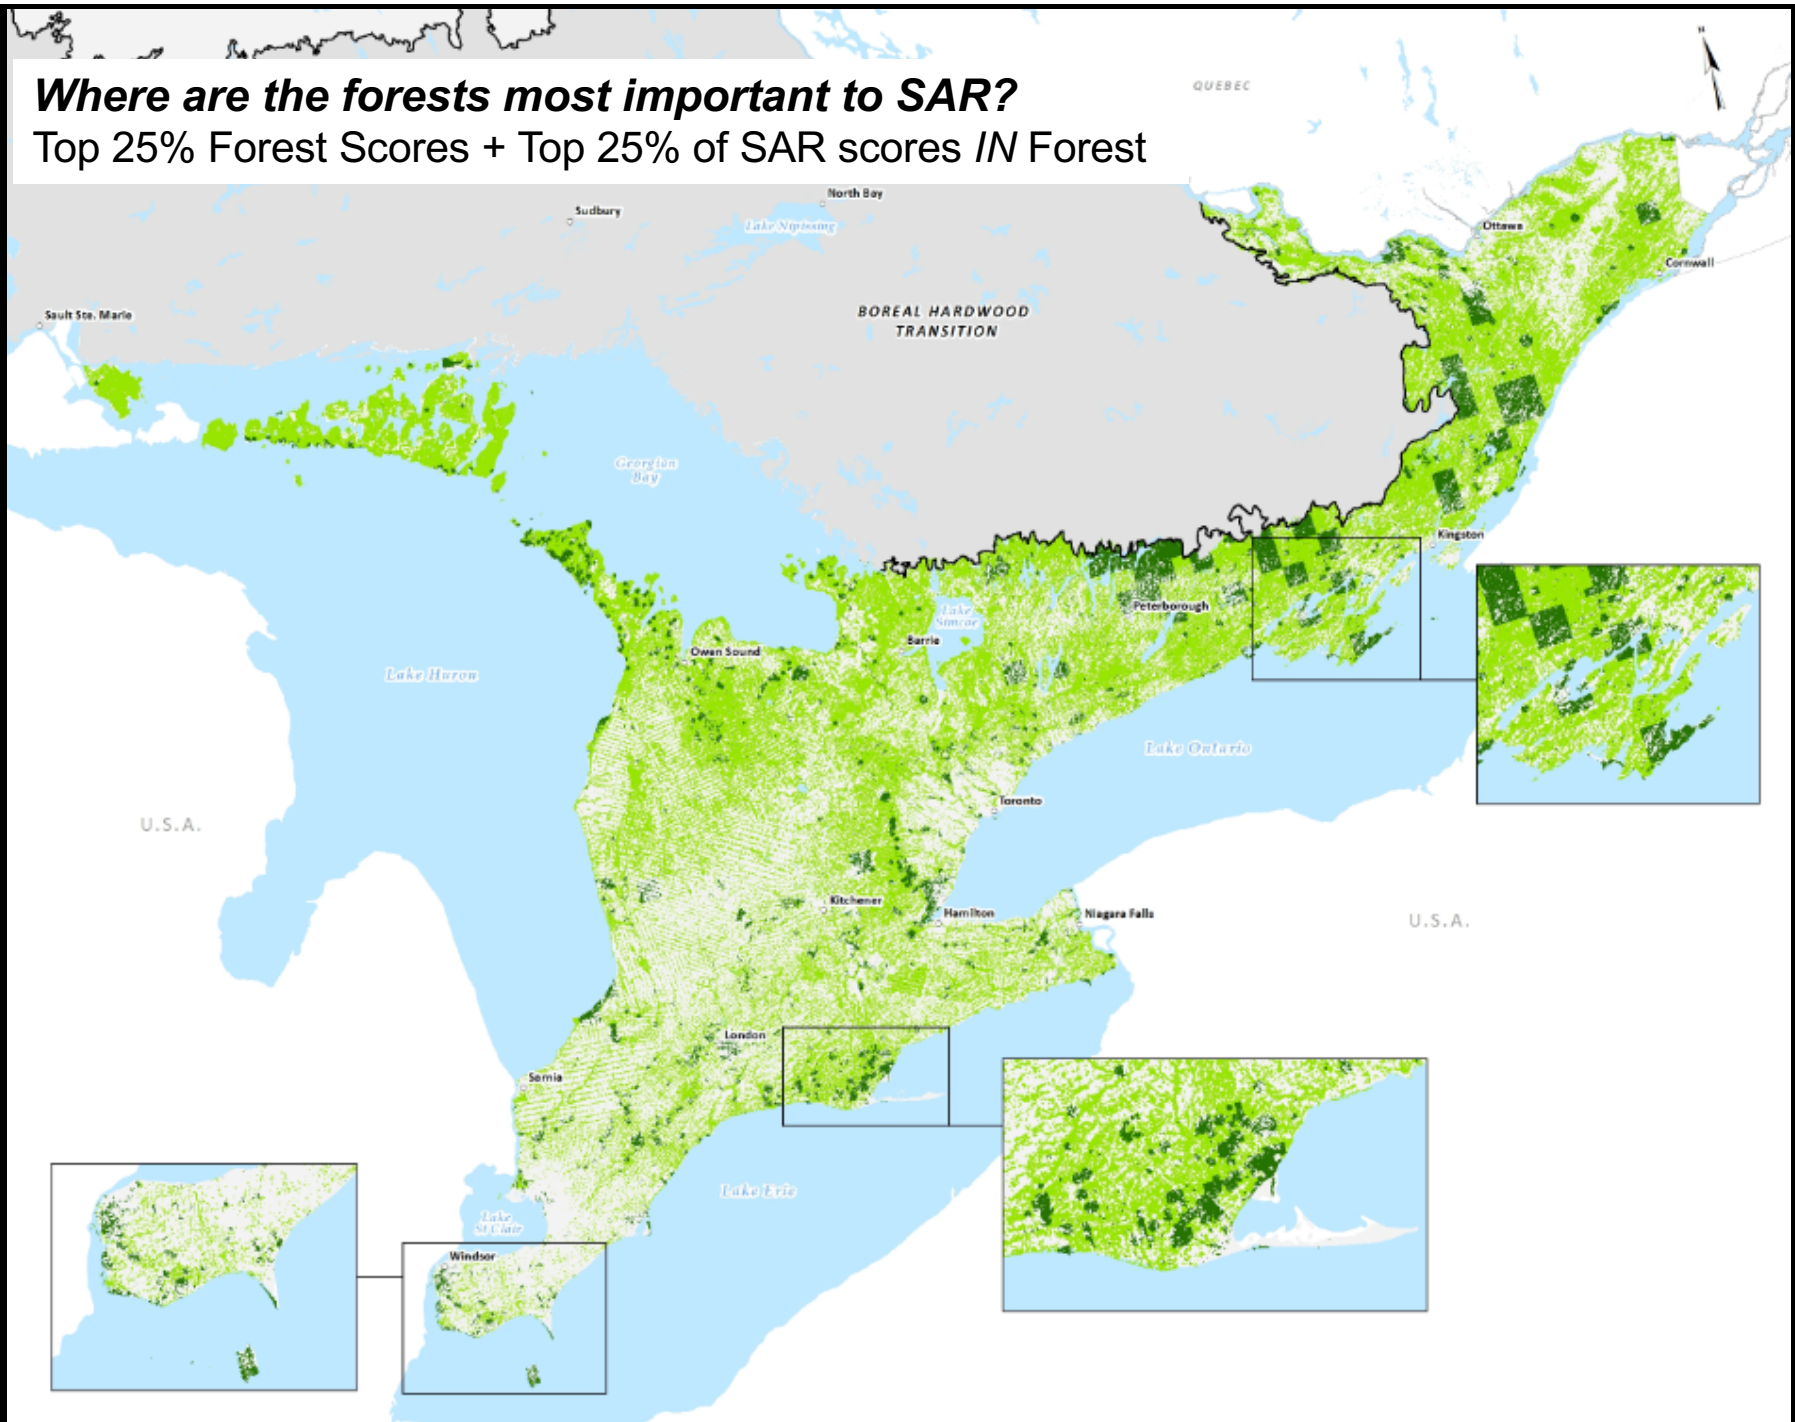 Where are the forests most important to SAR?
Top 25% Forest Scores + Top 25% of SAR scores IN Forest
N
QUEBEC
North Bay
Sudbury
Lake Nipissing
Ottawa
Cornwall
Sault Ste. Marie
BOREAL HARDWOOD
TRANSITION
Georgian
Bay
Kingston
Peterborough
Lake
Simcoe
Barrie
Owen Sound
Lake Huron
Lake Ontario
Toronto
U.S.A.
Kitchener
Hamilton
Niagara Falls
U.S.A.
London
Sarnia
Lake Erie
Lake
St Clair
Windsor